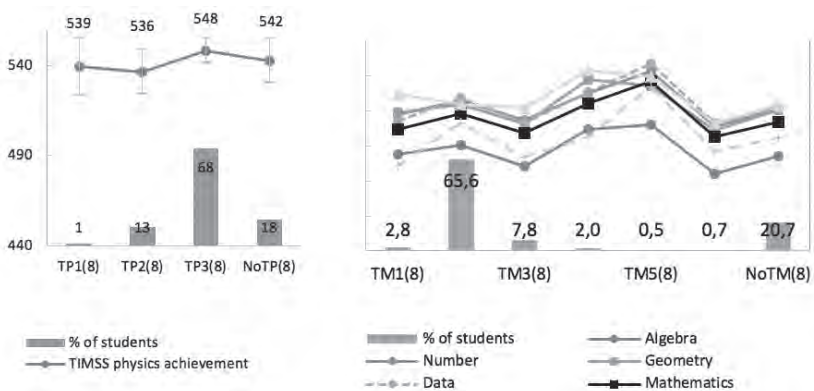 539 536 548 542
540
490
440
1 13 68 18
TP1(8) TP2(8) TP3(8) NoTP(8)
% of students
TIMSS physics achievement
2,8 65,6 7,8 2,0 0,5 0,7 20,7
TM1(8) TM3(8) TM5(8) NoTM(8)
% of students Algebra
Number Geometry
Data Mathematics